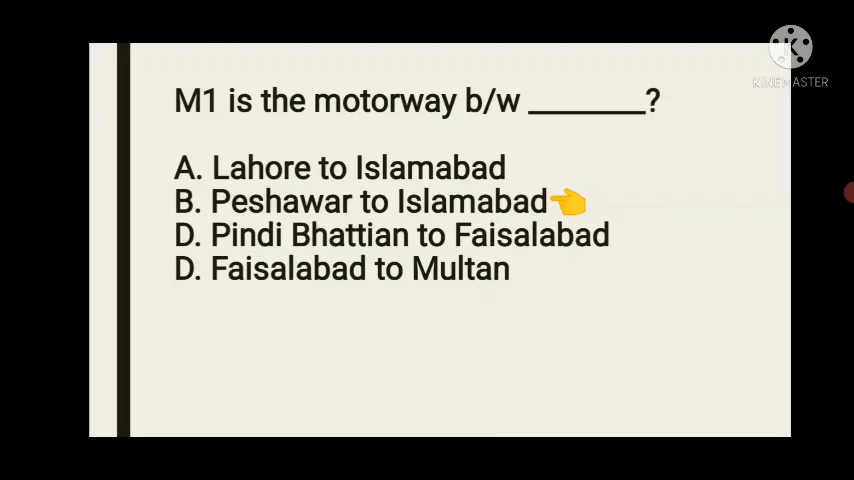 KINEMASTER
M1 is the motorway b/w ________?
A. Lahore to Islamabad
B. Peshawar to Islamabad👈
D. Pindi Bhattian to Faisalabad
D. Faisalabad to Multan